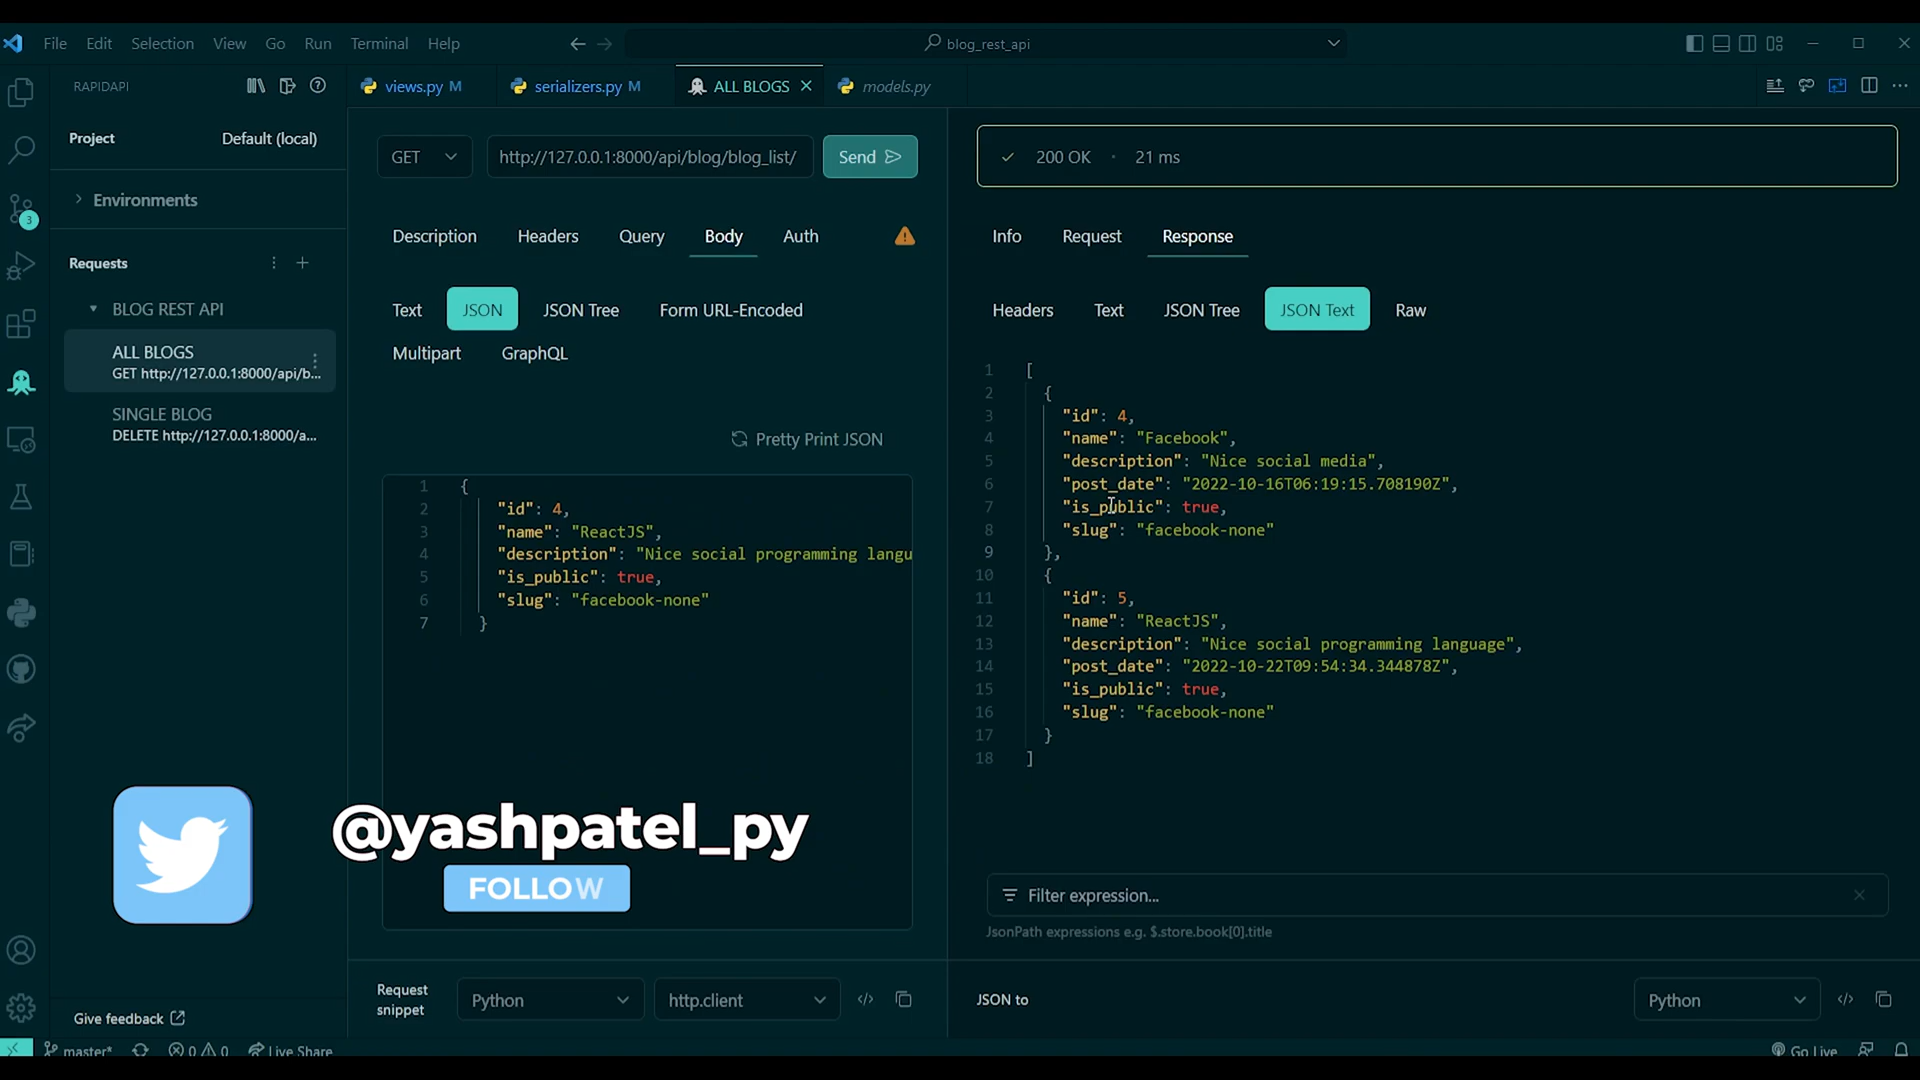 File Edit Selection View Go Run Terminal Help
blog_rest_api
RAPIDAPI
views.py M
serializers.py M
ALL BLOGS
models.py
Project
Default (local)
Environments
Requests
BLOG REST API
ALL BLOGS
GET http://127.0.0.1:8000/api/b...
SINGLE BLOG
DELETE http://127.0.0.1:8000/a...
3
GET
http://127.0.0.1:8000/api/blog/blog_list/
Send
Description Headers Query Body Auth
Text JSON JSON Tree Form URL-Encoded
Multipart GraphQL
Pretty Print JSON
1 {
2 "id": 4,
3 "name": "ReactJS",
4 "description": "Nice social programming langu
5 "is_public": true,
6 "slug": "facebook-none"
7 }
200 OK · 21 ms
Info Request Response
Headers Text JSON Tree JSON Text Raw
1 [
2 {
3 "id": 4,
4 "name": "Facebook",
5 "description": "Nice social media",
6 "post_date": "2022-10-16T06:19:15.708190Z",
7 "is_public": true,
8 "slug": "facebook-none"
9 },
10 {
11 "id": 5,
12 "name": "ReactJS",
13 "description": "Nice social programming language",
14 "post_date": "2022-10-22T09:54:34.344878Z",
15 "is_public": true,
16 "slug": "facebook-none"
17 }
18 ]
@yashpatel_py
FOLLOW
Filter expression...
JsonPath expressions e.g. $.store.book[0].title
Request
snippet
Python
http.client
JSON to
Python
Give feedback
master* 0 0 Live Share
Go Live